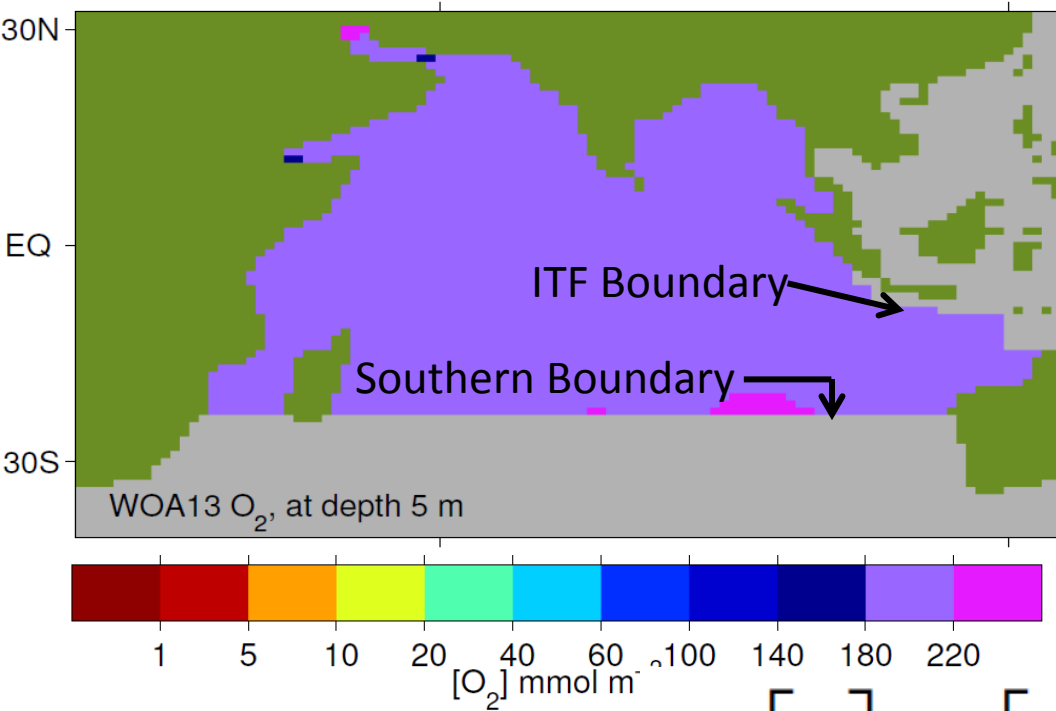 30N
EQ
ITF Boundary
Southern Boundary
30S
WOA13 O2, at depth 5 m
1 5 10 20 40 60 100 140 180 220
[O2] mmol m-